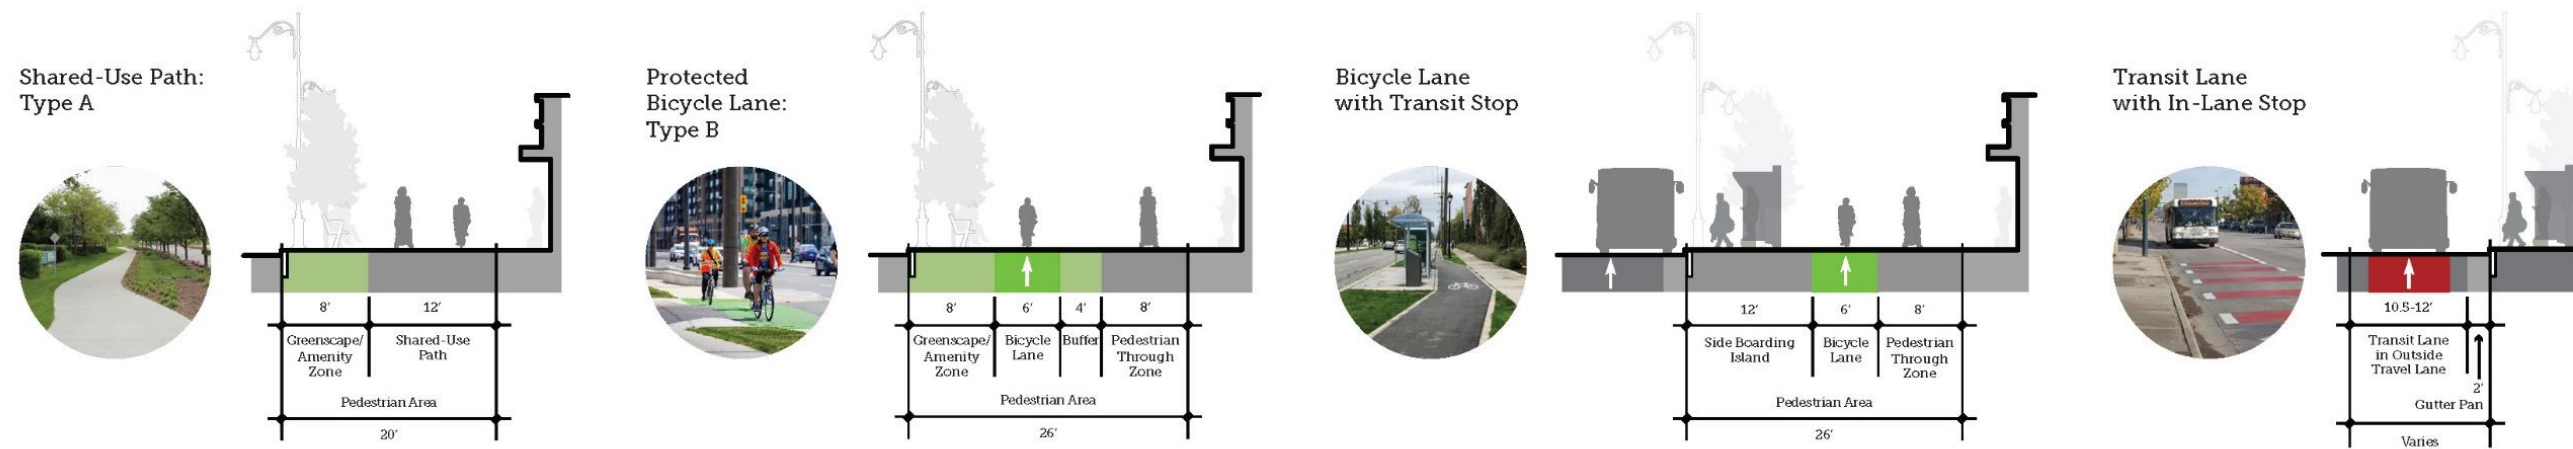 Shared-Use Path:
Type A
8′
12′
Greenscape/
Amenity
Zone
Shared-Use
Path
Pedestrian Area
20′
Protected
Bicycle Lane:
Type B
8′
6′
4′
8′
Greenscape/
Amenity
Zone
Bicycle
Lane
Buffer
Pedestrian
Through
Zone
Pedestrian Area
26′
Bicycle Lane
with Transit Stop
12′
6′
8′
Side Boarding
Island
Bicycle
Lane
Pedestrian
Through
Zone
Pedestrian Area
26′
Transit Lane
with In-Lane Stop
10.5-12′
Transit Lane
in Outside
Travel Lane
2′
Gutter Pan
Varies